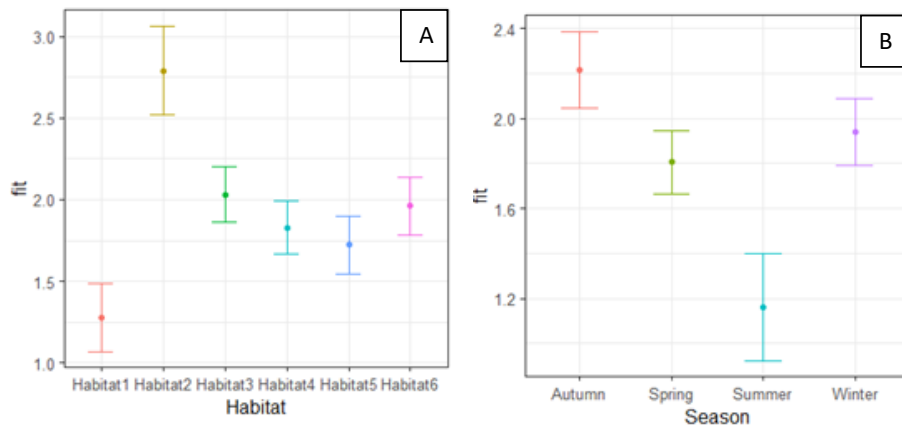 A
3.0
2.5
2.0
1.5
1.0
fit
Habitat1 Habitat2 Habitat3 Habitat4 Habitat5 Habitat6
Habitat
B
2.4
2.0
1.6
1.2
fit
Autumn Spring Summer Winter
Season